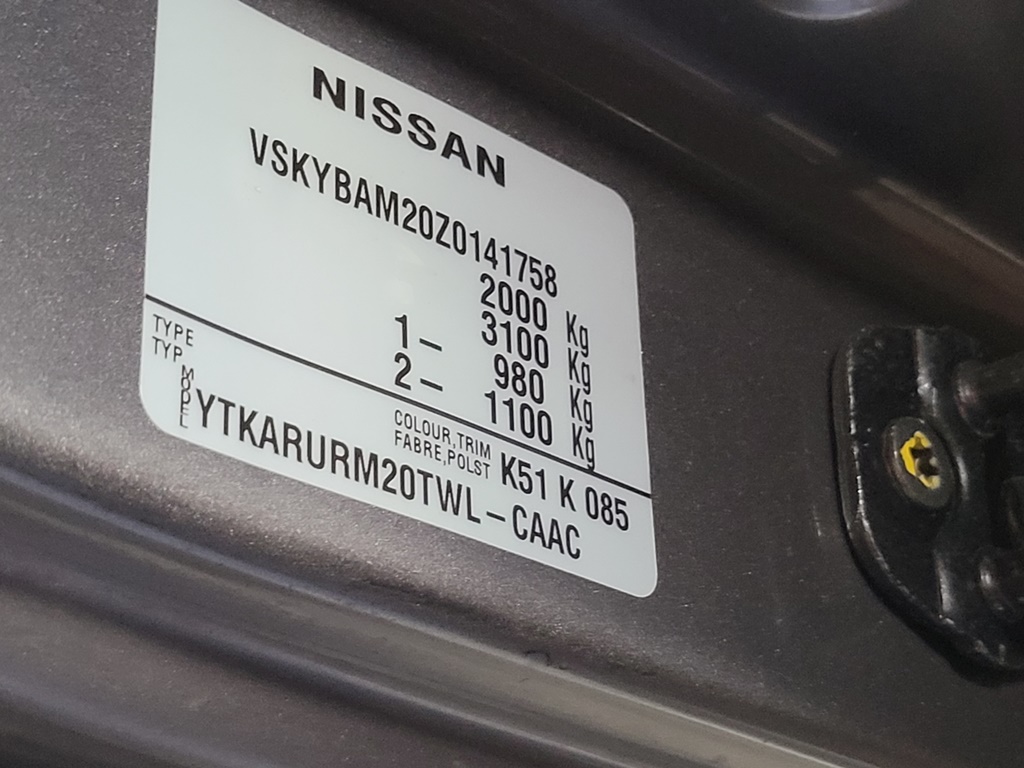 NISSAN
VSKYBAM20Z0141758
2000 Kg
1- 3100 Kg
2- 980 Kg
1100 Kg
TYPE
TYP
COLOUR,TRIM
FABRE,POLST K51 K 085
MODEL YTKARURM20TWL-CAAC